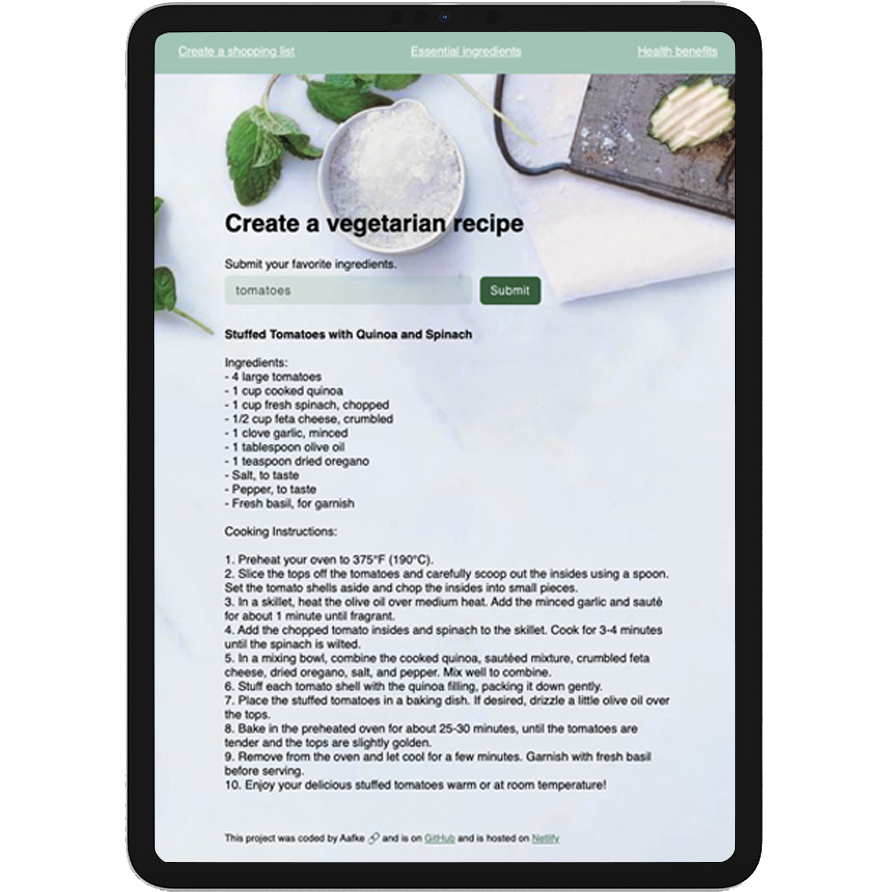 Create a shopping list Essential ingredients Health benefits
Create a vegetarian recipe
Submit your favorite ingredients.
tomatoes Submit
Stuffed Tomatoes with Quinoa and Spinach
Ingredients:
- 4 large tomatoes
- 1 cup cooked quinoa
- 1 cup fresh spinach, chopped
- 1/2 cup feta cheese, crumbled
- 1 clove garlic, minced
- 1 tablespoon olive oil
- 1 teaspoon dried oregano
- Salt, to taste
- Pepper, to taste
- Fresh basil, for garnish
Cooking Instructions:
1. Preheat your oven to 375°F (190°C).
2. Slice the tops off the tomatoes and carefully scoop out the insides using a spoon.
Set the tomato shells aside and chop the insides into small pieces.
3. In a skillet, heat the olive oil over medium heat. Add the minced garlic and sauté
for about 1 minute until fragrant.
4. Add the chopped tomato insides and spinach to the skillet. Cook for 3-4 minutes
until the spinach is wilted.
5. In a mixing bowl, combine the cooked quinoa, sautéed mixture, crumbled feta
cheese, dried oregano, salt, and pepper. Mix well to combine.
6. Stuff each tomato shell with the quinoa filling, packing it down gently.
7. Place the stuffed tomatoes in a baking dish. If desired, drizzle a little olive oil over
the tops.
8. Bake in the preheated oven for about 25-30 minutes, until the tomatoes are
tender and the tops are slightly golden.
9. Remove from the oven and let cool for a few minutes. Garnish with fresh basil
before serving.
10. Enjoy your delicious stuffed tomatoes warm or at room temperature!
This project was coded by Aafke 🔗 and is on GitHub and is hosted on Netlify